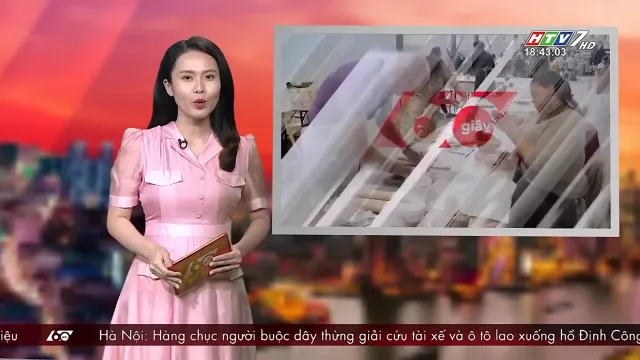 HTV7 HD
18:43:03
60 giây
iệu 60 Hà Nội: Hàng chục người buộc dây thừng giải cứu tài xế và ô tô lao xuống hồ Định Công